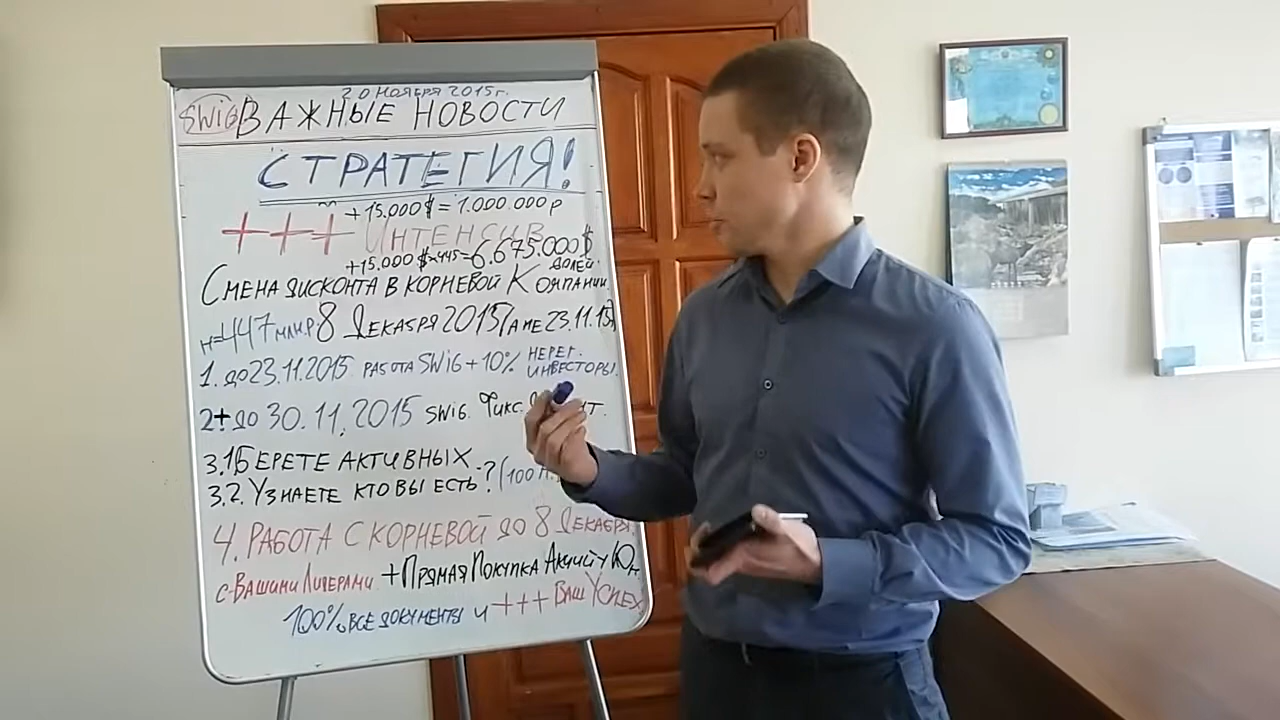 20 НОЯБРЯ 2015г.
SWIG ВАЖНЫЕ НОВОСТИ
СТРАТЕГИЯ!
+15.000$ = 1.000.000р
+++ ИНТЕНСИВ
+15.000$×445=6.675.000$
ДОЛЕЙ.
СМЕНА ДИСКОНТА В КОРНЕВОЙ КОМПАНИИ
447 МЛН.Р 8 ДЕКАБРЯ 2015 (А НЕ 23.11.15)
1. ДО 23.11.2015 РАБОТА SWIG +10% НЕРЕГ. ИНВЕСТОРЫ.
2+ ДО 30.11.2015 SWIG. ФИКС.
3.1 БЕРЕТЕ АКТИВНЫХ
3.2. УЗНАЕТЕ КТО ВЫ ЕСТЬ-? (100
4. РАБОТА С КОРНЕВОЙ ДО 8 ДЕКАБРЯ.
С ВАШИМИ ЛИДЕРАМИ + ПРЯМАЯ ПОКУПКА АКЦИЙ У Ю
100% ВСЕ ДОКУМЕНТЫ И +++ ВАШ УСПЕХ